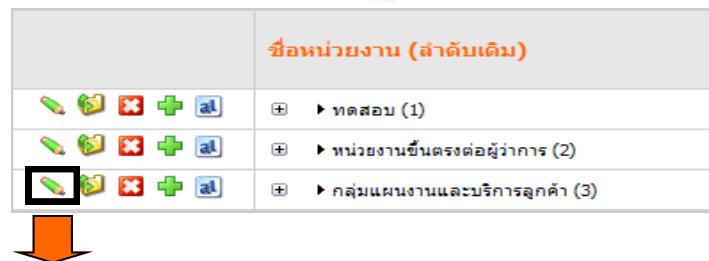 ชื่อหน่วยงาน (ลำดับเดิม)
al ทดสอบ (1)
al หน่วยงานขึ้นตรงต่อผู้ว่าการ (2)
al กลุ่มแผนงานและบริการลูกค้า (3)